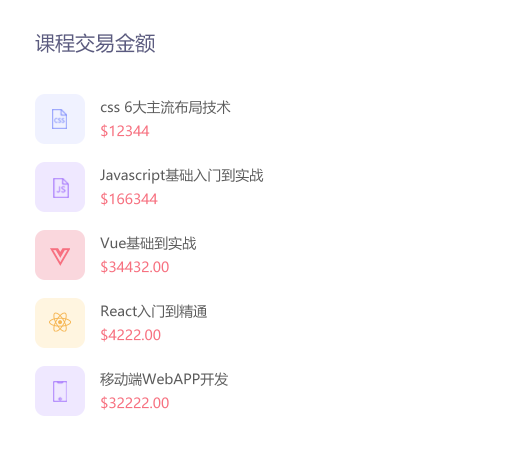 课程交易金额
CSS
css 6大主流布局技术
$12344
JS
Javascript基础入门到实战
$166344
Vue基础到实战
$34432.00
React入门到精通
$4222.00
移动端WebAPP开发
$32222.00